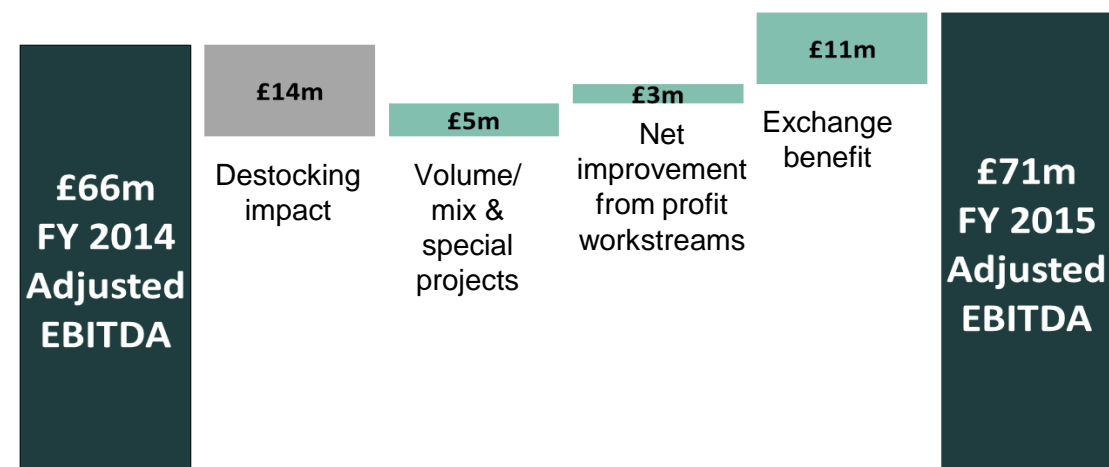 £66m
FY 2014
Adjusted
EBITDA
£14m
Destocking
impact
£5m
Volume/
mix &
special
projects
£3m
Net
improvement
from profit
workstreams
£11m
Exchange
benefit
£71m
FY 2015
Adjusted
EBITDA